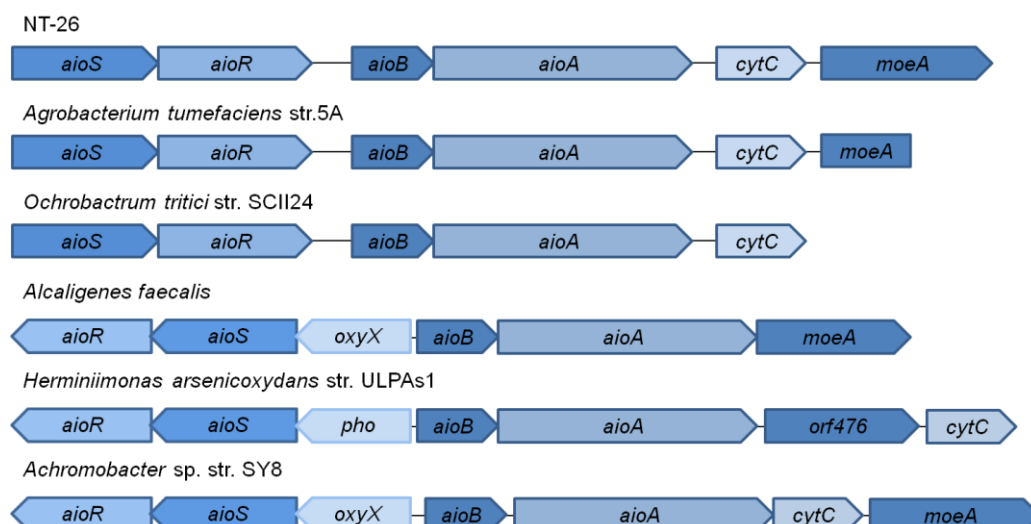 NT-26
aioS aioR aioB aioA cytC moeA
Agrobacterium tumefaciens str.5A
aioS aioR aioB aioA cytC moeA
Ochrobactrum tritici str. SCII24
aioS aioR aioB aioA cytC
Alcaligenes faecalis
aioR aioS oxyX aioB aioA moeA
Herminiimonas arsenicoxydans str. ULPAs1
aioR aioS pho aioB aioA orf476 cytC
Achromobacter sp. str. SY8
aioR aioS oxyX aioB aioA cytC moeA